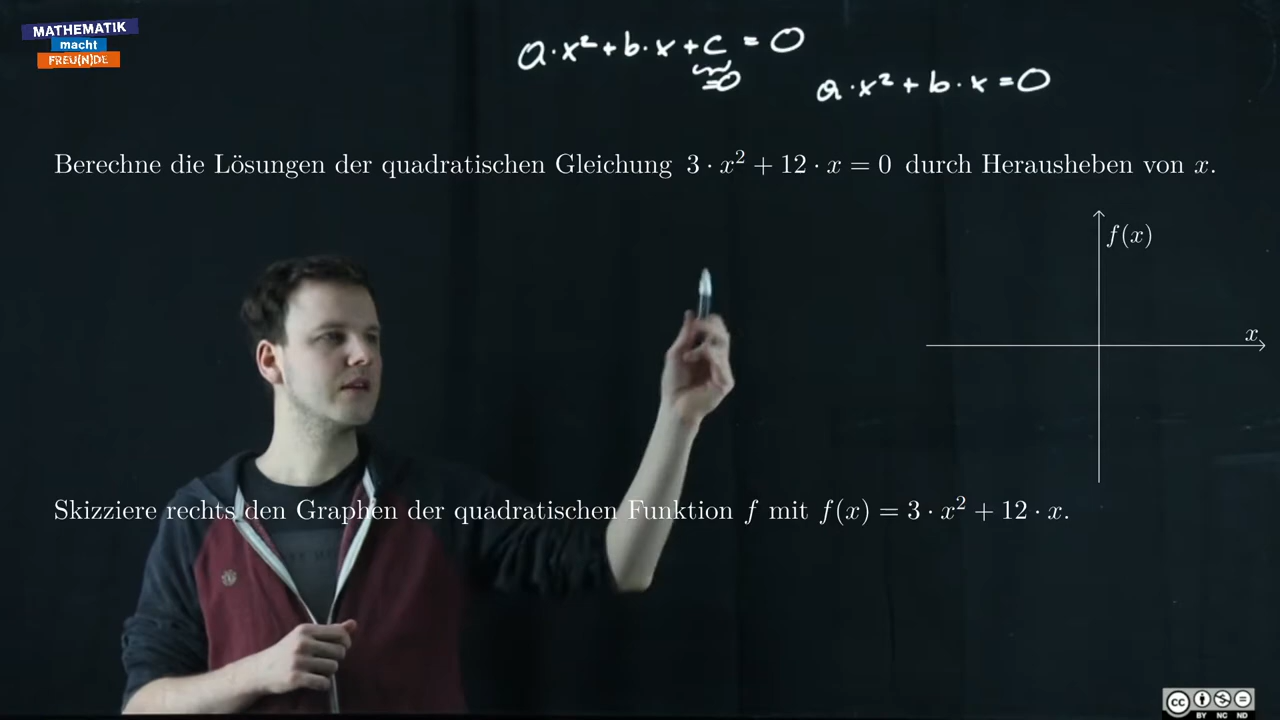 MATHEMATIK
macht
FREU(N)DE
a·x²+b·x+c=0
=0
a·x²+b·x=0
Berechne die Lösungen der quadratischen Gleichung 3·x²+12·x=0 durch Herausheben von x.
f(x)
x
Skizziere rechts den Graphen der quadratischen Funktion f mit f(x)=3·x²+12·x.
cc
BY NC ND